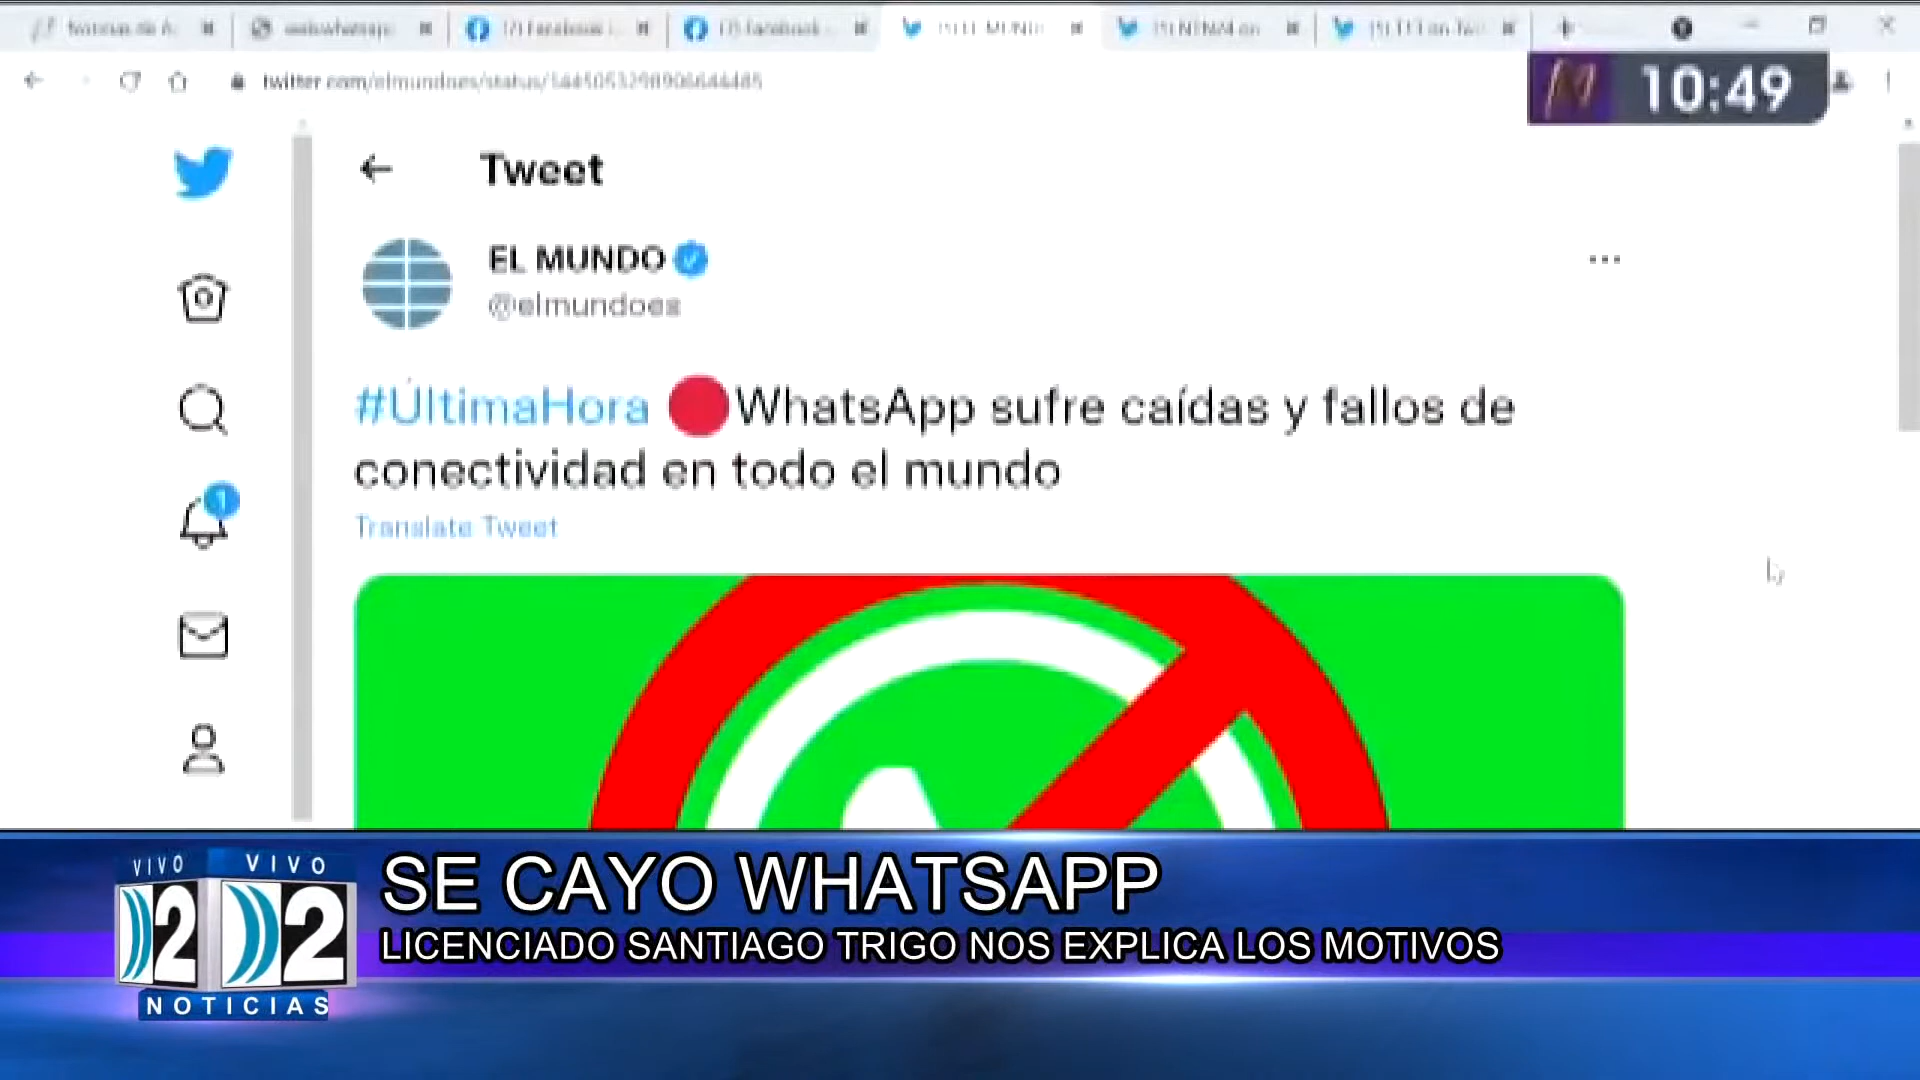 10:49
Tweet
EL MUNDO
@elmundoes
#ÚltimaHora 🔴WhatsApp sufre caídas y fallos de
conectividad en todo el mundo
Translate Tweet
1
SE CAYO WHATSAPP
LICENCIADO SANTIAGO TRIGO NOS EXPLICA LOS MOTIVOS
VIVO VIVO
2 2
NOTICIAS